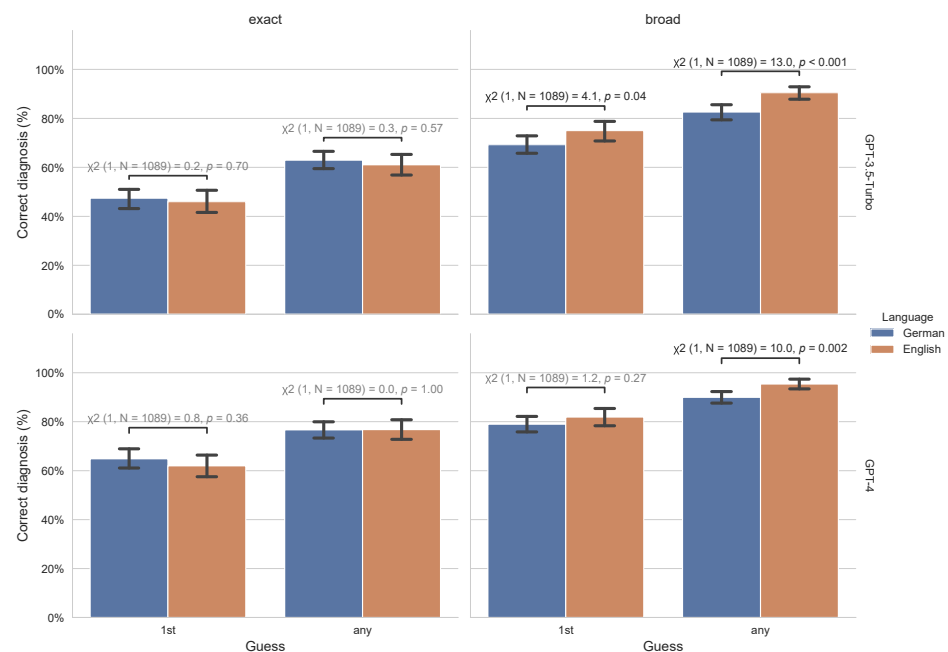 exact
broad
Correct diagnosis (%)
100%
80%
60%
40%
20%
0%
χ2 (1, N = 1089) = 0.2, p = 0.70
χ2 (1, N = 1089) = 0.3, p = 0.57
χ2 (1, N = 1089) = 4.1, p = 0.04
χ2 (1, N = 1089) = 13.0, p < 0.001
GPT-3.5-Turbo
Language
German
English
Correct diagnosis (%)
100%
80%
60%
40%
20%
0%
χ2 (1, N = 1089) = 0.8, p = 0.36
χ2 (1, N = 1089) = 0.0, p = 1.00
χ2 (1, N = 1089) = 1.2, p = 0.27
χ2 (1, N = 1089) = 10.0, p = 0.002
GPT-4
1st
any
Guess
1st
any
Guess